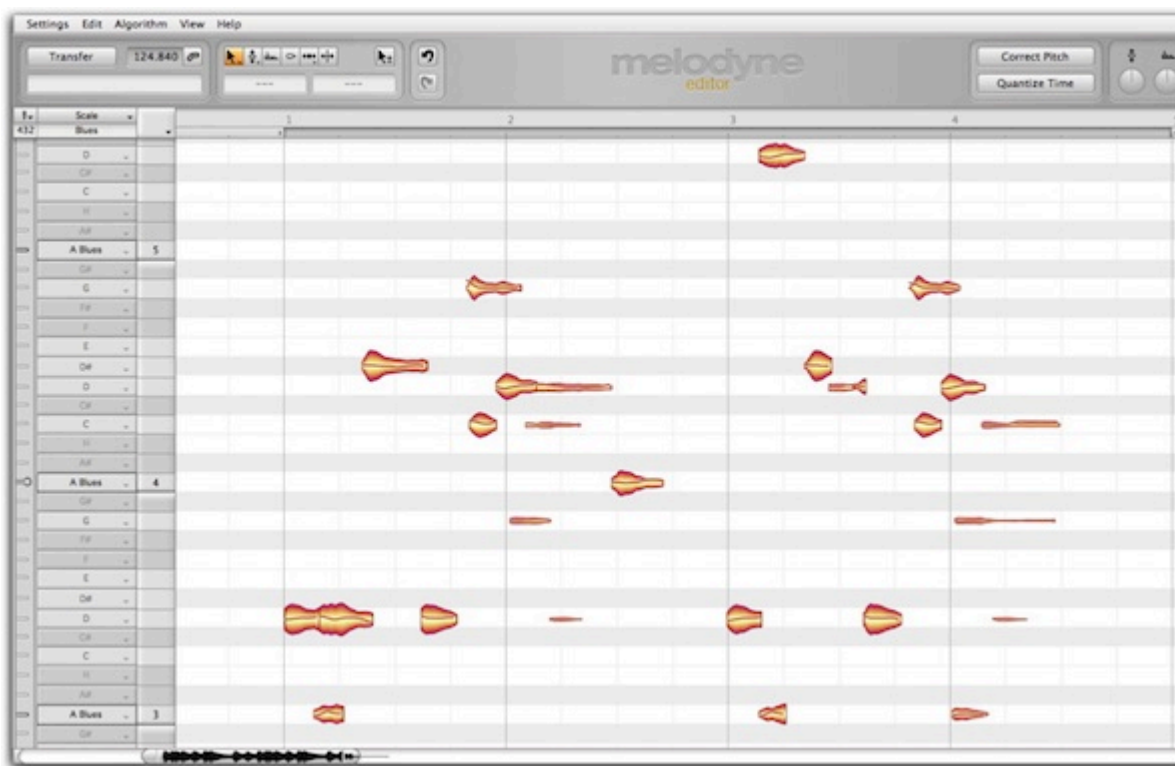 Settings Edit Algorithm View Help
Transfer 124.840
melodyne
editor
Correct Pitch
Quantize Time
--- ---
Scale
432 Blues
1 2 3 4
D
C#
C
H
A#
A Blues 5
G#
G
F#
F
E
D#
D
C#
C
H
A#
A Blues 4
G#
G
F#
F
E
D#
D
C#
C
H
A#
A Blues 3
G#